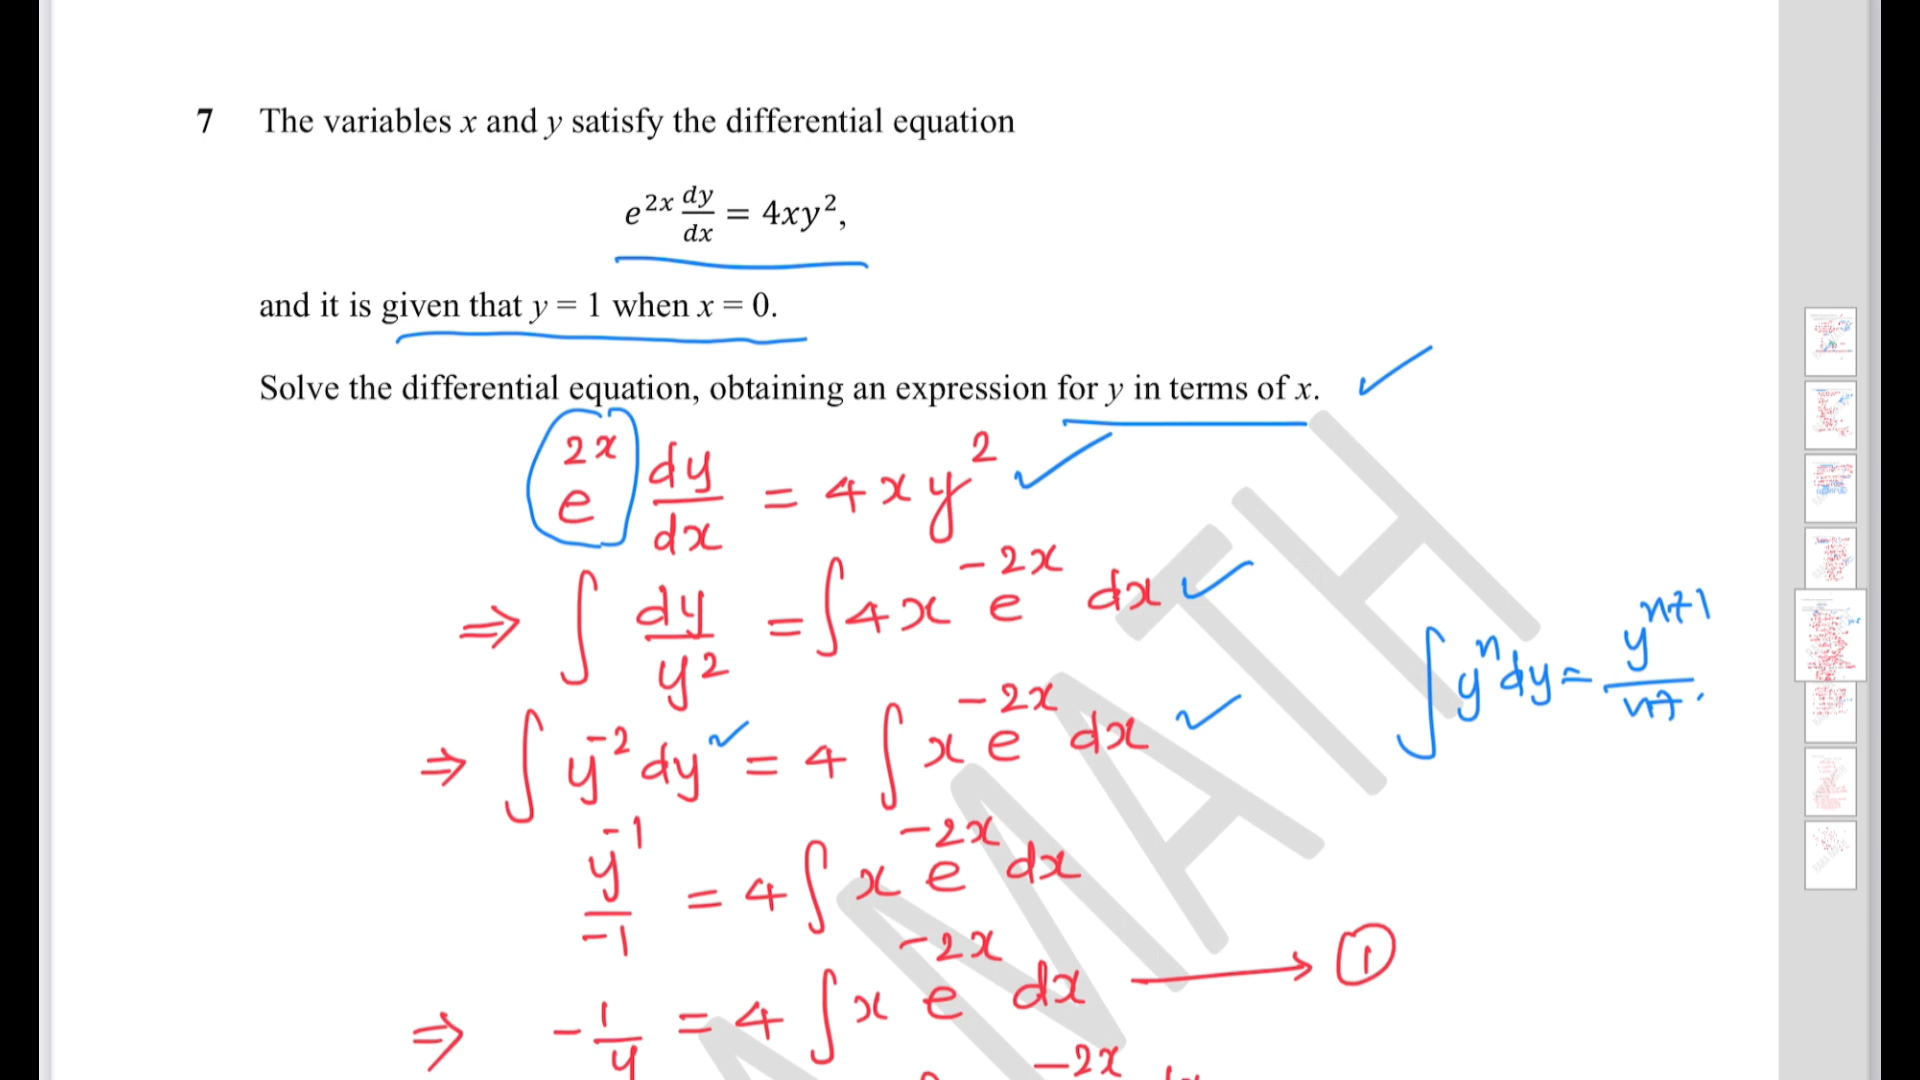 7 The variables x and y satisfy the differential equation
e^{2x} dy/dx = 4xy²,
and it is given that y = 1 when x = 0.
Solve the differential equation, obtaining an expression for y in terms of x.
e^{2x} dy/dx = 4xy²
⇒ ∫ dy/y² = ∫4x e^{-2x} dx
∫yⁿdy = y^{n+1}/
⇒ ∫ y^{-2} dy = 4 ∫ x e^{-2x} dx
y^{-1}/-1 = 4 ∫ x e^{-2x} dx
⇒ -1/y = 4 ∫ x e^{-2x} dx → ①
-2x
MATH